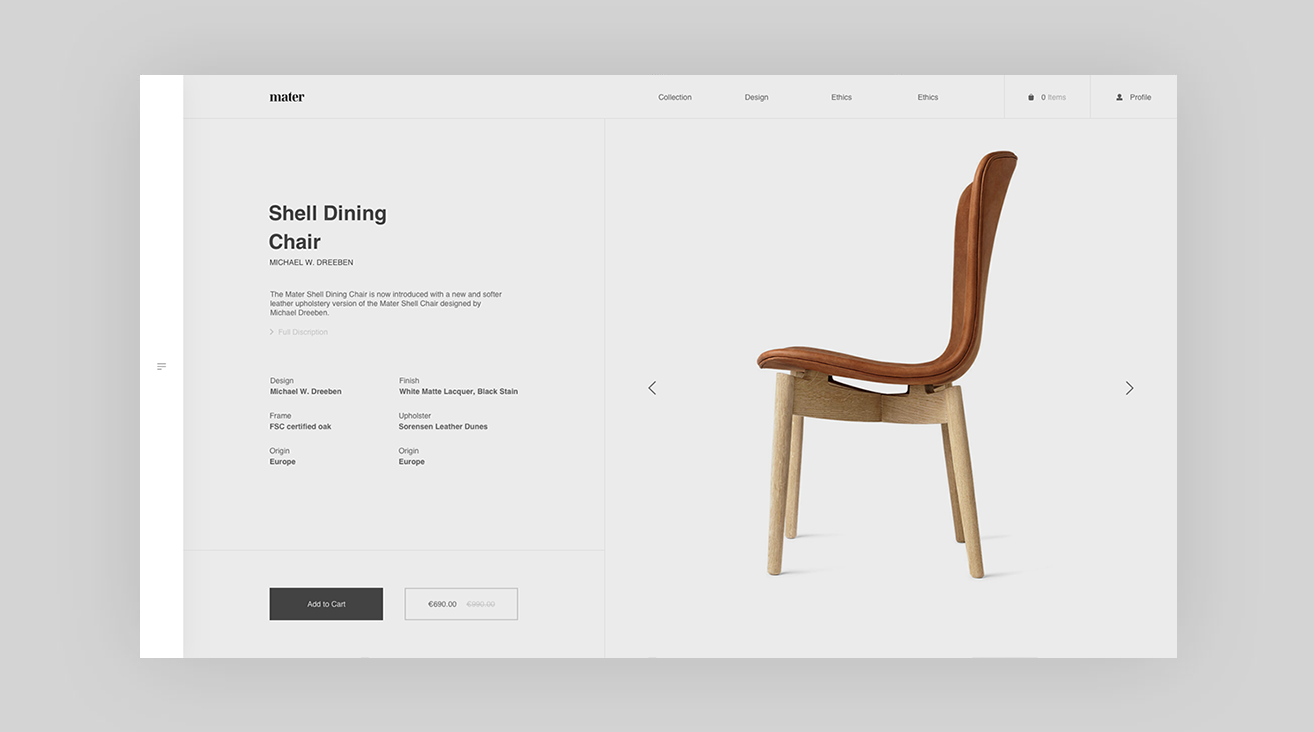 mater
Collection
Design
Ethics
Ethics
0 Items
Profile
Shell Dining
Chair
MICHAEL W. DREEBEN
The Mater Shell Dining Chair is now introduced with a new and softer
leather upholstery version of the Mater Shell Chair designed by
Michael Dreeben.
Full Discription
Design
Michael W. Dreeben
Finish
White Matte Lacquer, Black Stain
Frame
FSC certified oak
Upholster
Sorensen Leather Dunes
Origin
Europe
Origin
Europe
Add to Cart
€690.00 €990.00